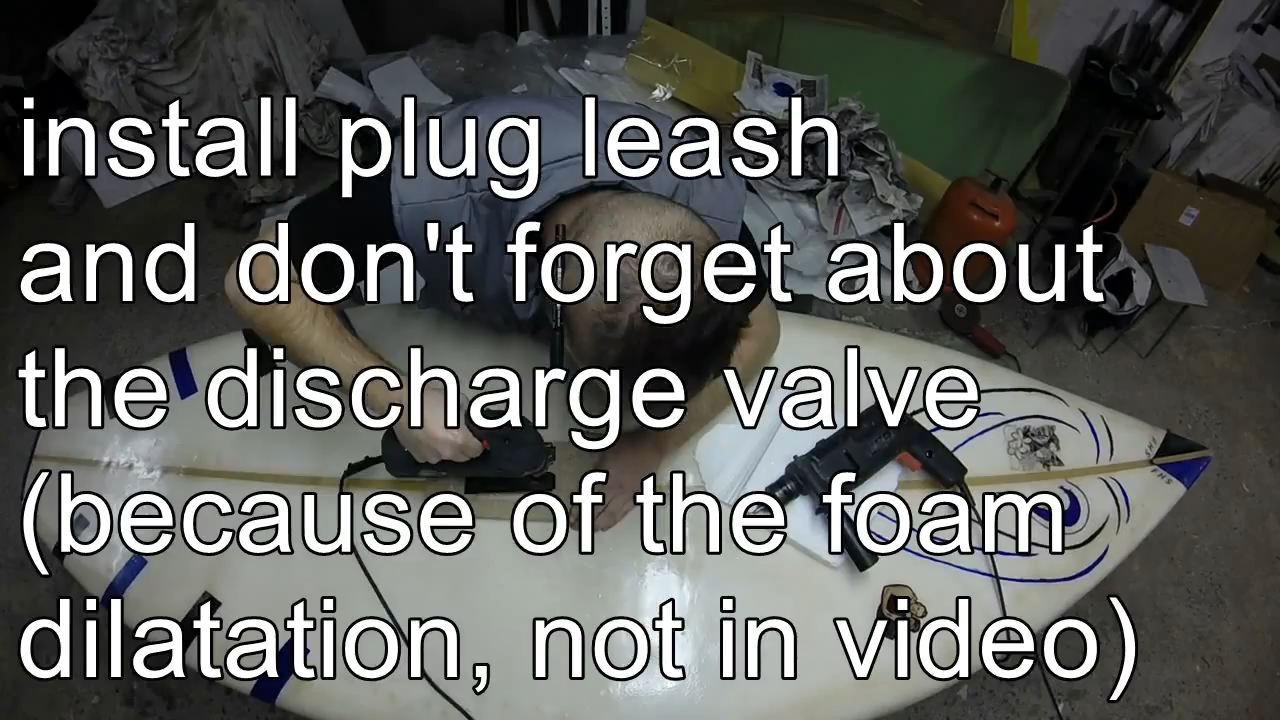 install plug leash
and don't forget about
the discharge valve
(because of the foam
dilatation, not in video)